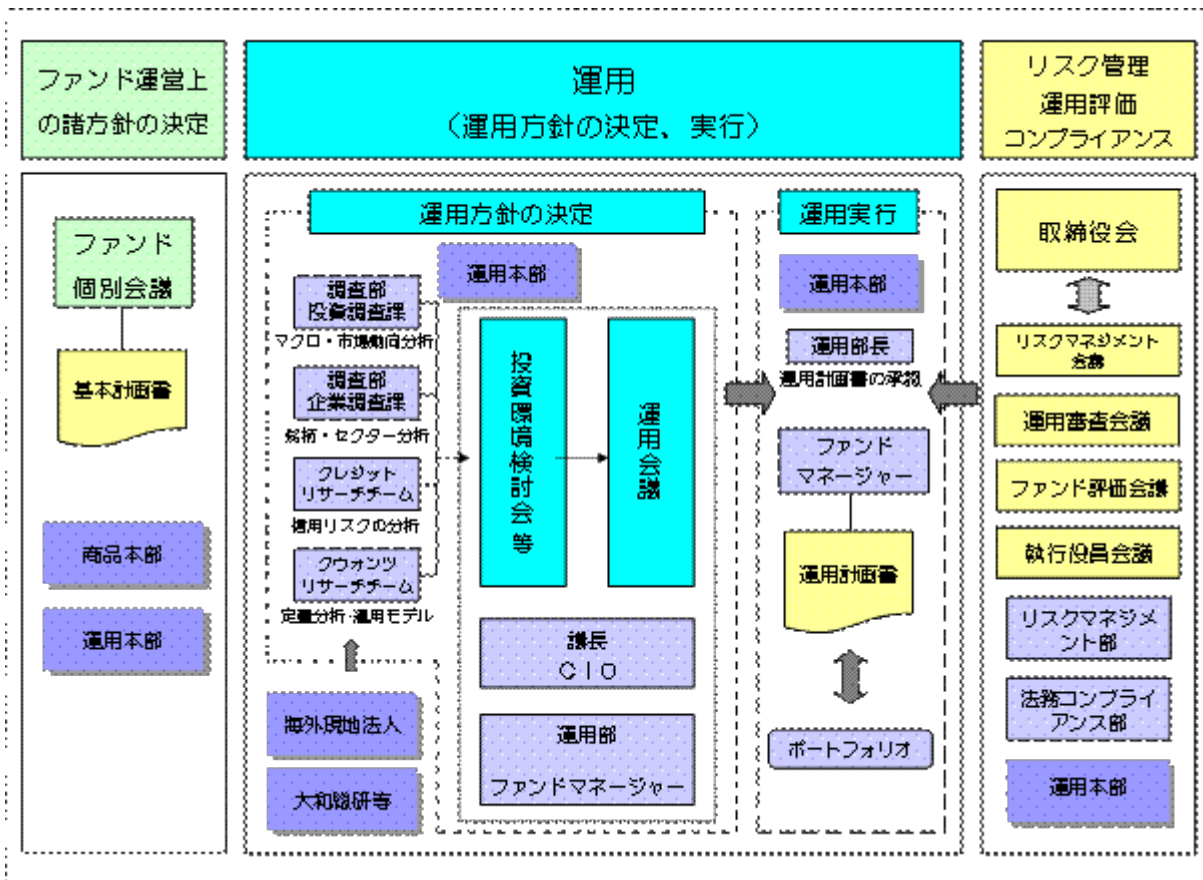 ファンド運営上
の諸方針の決定
運用
（運用方針の決定、実行）
リスク管理
運用評価
コンプライアンス
ファンド
個別会議
基本計画書
商品本部
運用本部
運用方針の決定
運用本部
調査部
投資調査課
マクロ・市場動向分析
調査部
企業調査課
銘柄・セクター分析
クレジット
リサーチチーム
信用リスクの分析
クウォンツ
リサーチチーム
定量分析・運用モデル
海外現地法人
大和総研等
投資環境検討会等
運用会議
議長
ＣＩＯ
運用部
ファンドマネージャー
運用実行
運用本部
運用部長
運用計画書の承認
ファンド
マネージャー
運用計画書
ポートフォリオ
取締役会
リスクマネジメント
会議
運用審査会議
ファンド評価会議
執行役員会議
リスクマネジメ
ント部
法務コンプライ
アンス部
運用本部